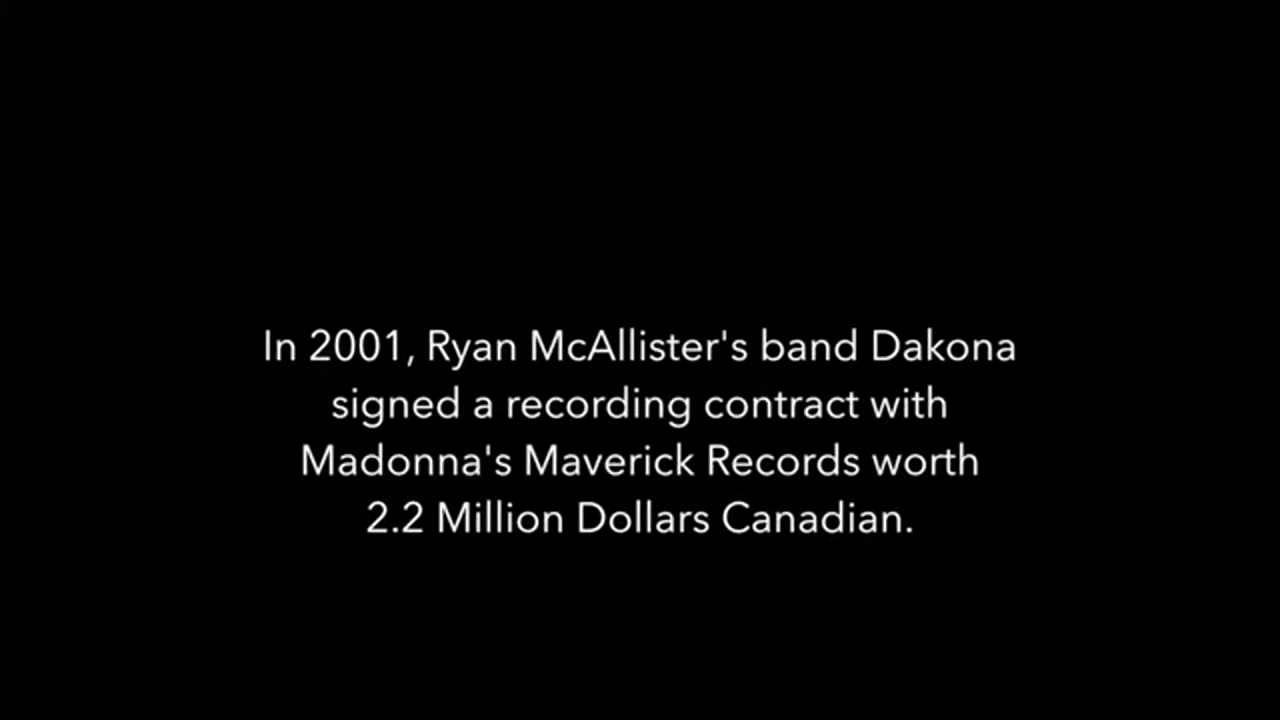 In 2001, Ryan McAllister's band Dakona
signed a recording contract with
Madonna's Maverick Records worth
2.2 Million Dollars Canadian.